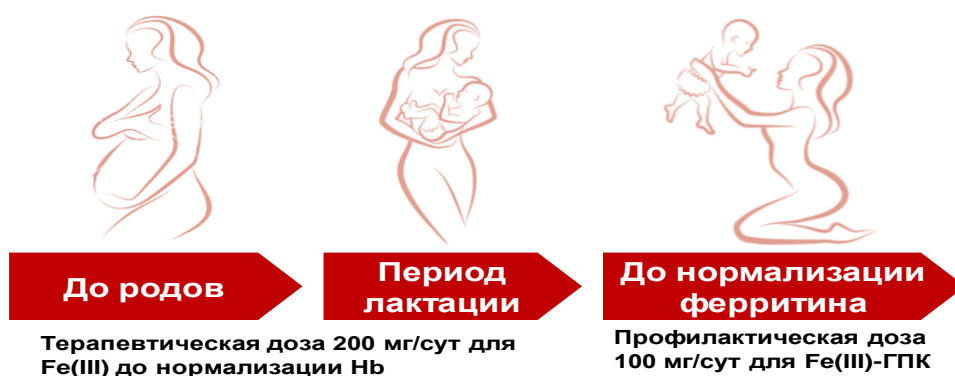 До родов
Период
лактации
До нормализации
ферритина
Терапевтическая доза 200 мг/сут для
Fe(III) до нормализации Hb
Профилактическая доза
100 мг/сут для Fe(III)-ГПК